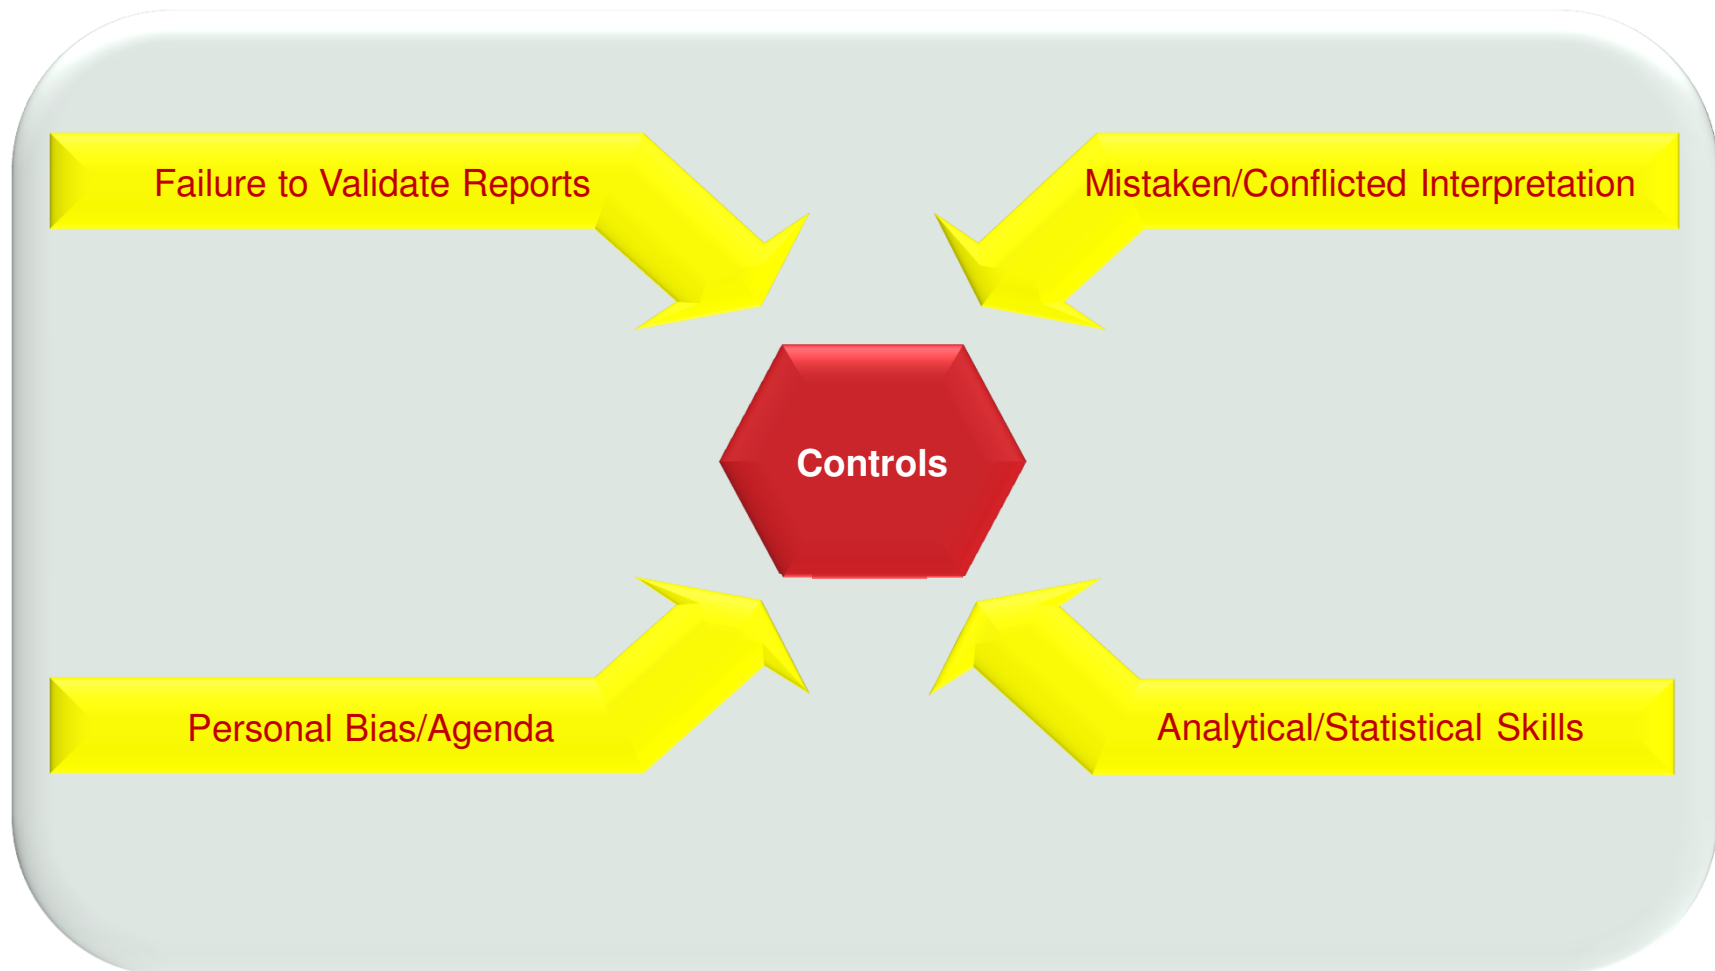 Failure to Validate Reports
Mistaken/Conflicted Interpretation
Controls
Personal Bias/Agenda
Analytical/Statistical Skills